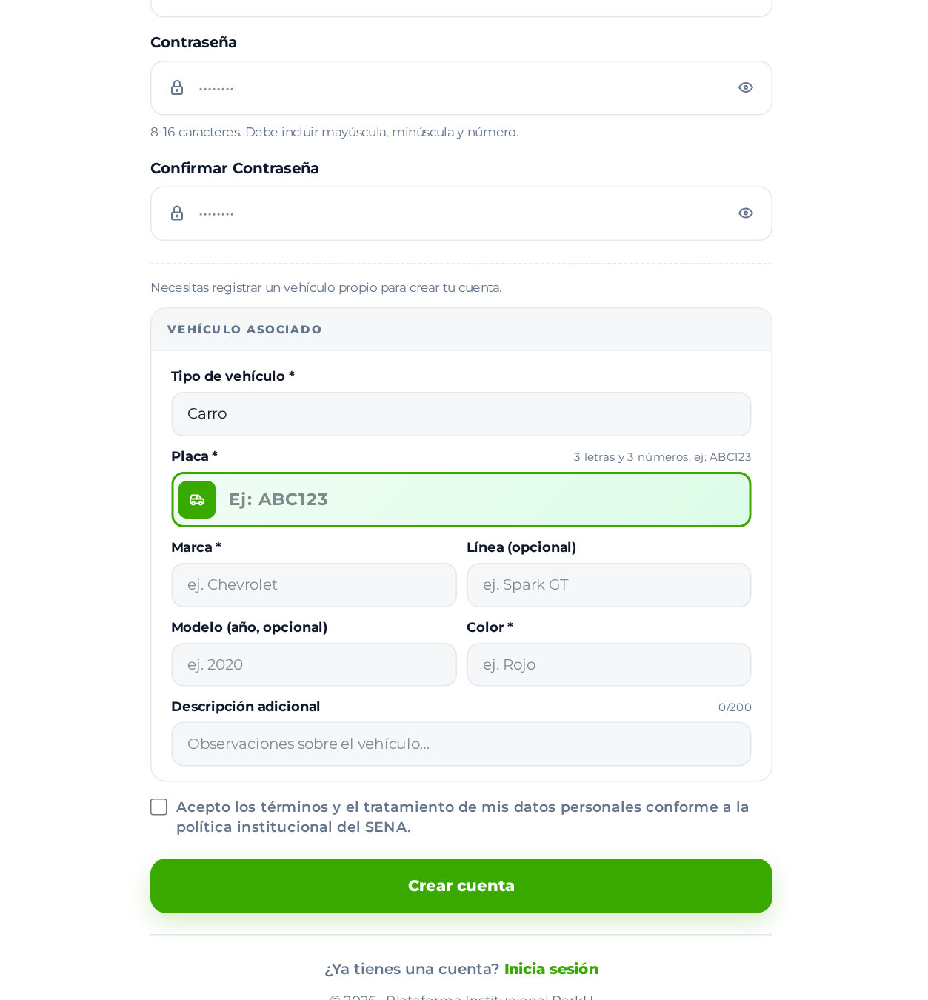 Contraseña
········
8-16 caracteres. Debe incluir mayúscula, minúscula y número.
Confirmar Contraseña
········
Necesitas registrar un vehículo propio para crear tu cuenta.
VEHÍCULO ASOCIADO
Tipo de vehículo *
Carro
Placa *
3 letras y 3 números, ej: ABC123
Ej: ABC123
Marca *
Línea (opcional)
ej. Chevrolet
ej. Spark GT
Modelo (año, opcional)
Color *
ej. 2020
ej. Rojo
Descripción adicional
0/200
Observaciones sobre el vehículo...
Acepto los términos y el tratamiento de mis datos personales conforme a la
política institucional del SENA.
Crear cuenta
¿Ya tienes una cuenta? Inicia sesión
© 2026 · Plataforma Institucional ParkU